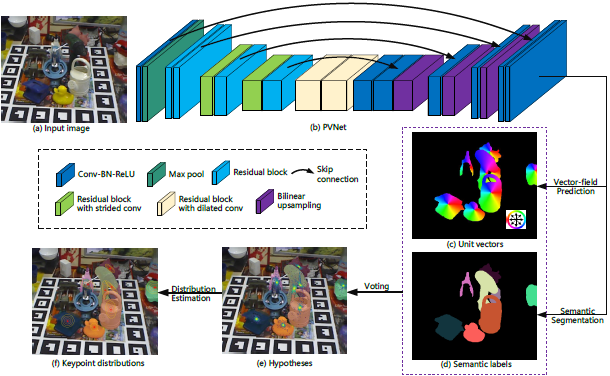 (a) Input image
(b) PVNet
Conv-BN-ReLU
Max pool
Residual block
Skip
connection
Residual block
with strided conv
Residual block
with dilated conv
Bilinear
upsampling
Vector-field
Prediction
(c) Unit vectors
Semantic
Segmentation
(d) Semantic labels
Voting
(e) Hypotheses
Distribution
Estimation
(f) Keypoint distributions